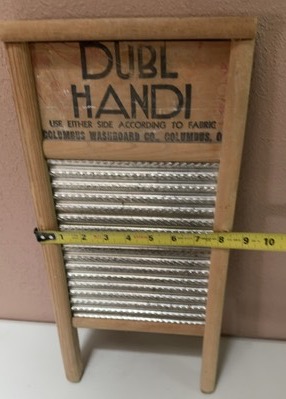 DUBL
HANDI
USE EITHER SIDE ACCORDING TO FABRIC
COLUMBUS WASHBOARD CO., COLUMBUS, O
1 2 3 4 5 6 7 8 9 10